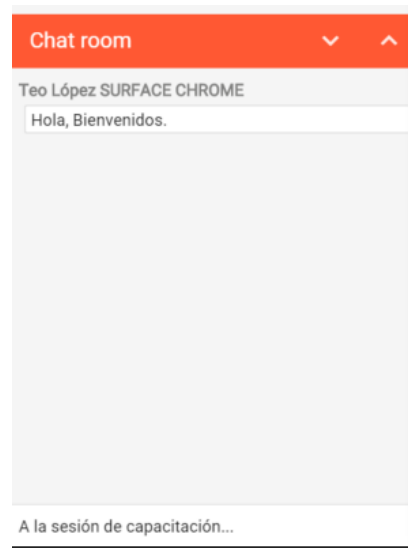 Chat room
Teo López SURFACE CHROME
Hola, Bienvenidos.
A la sesión de capacitación...